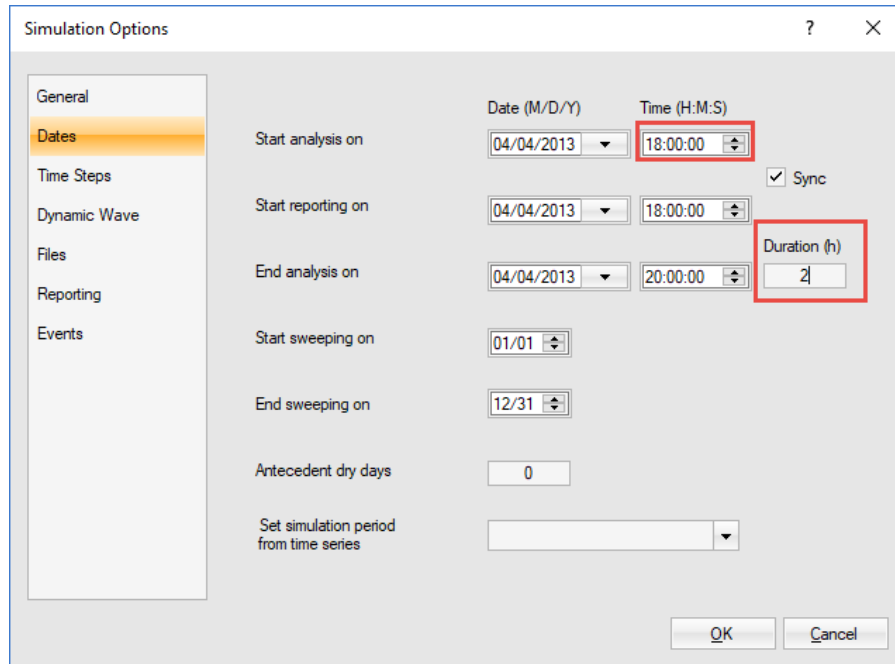 Simulation Options
?
General
Dates
Time Steps
Dynamic Wave
Files
Reporting
Events
Date (M/D/Y) Time (H:M:S)
Start analysis on 04/04/2013 18:00:00
Sync
Start reporting on 04/04/2013 18:00:00
Duration (h)
End analysis on 04/04/2013 20:00:00 2
Start sweeping on 01/01
End sweeping on 12/31
Antecedent dry days 0
Set simulation period
from time series
OK Cancel